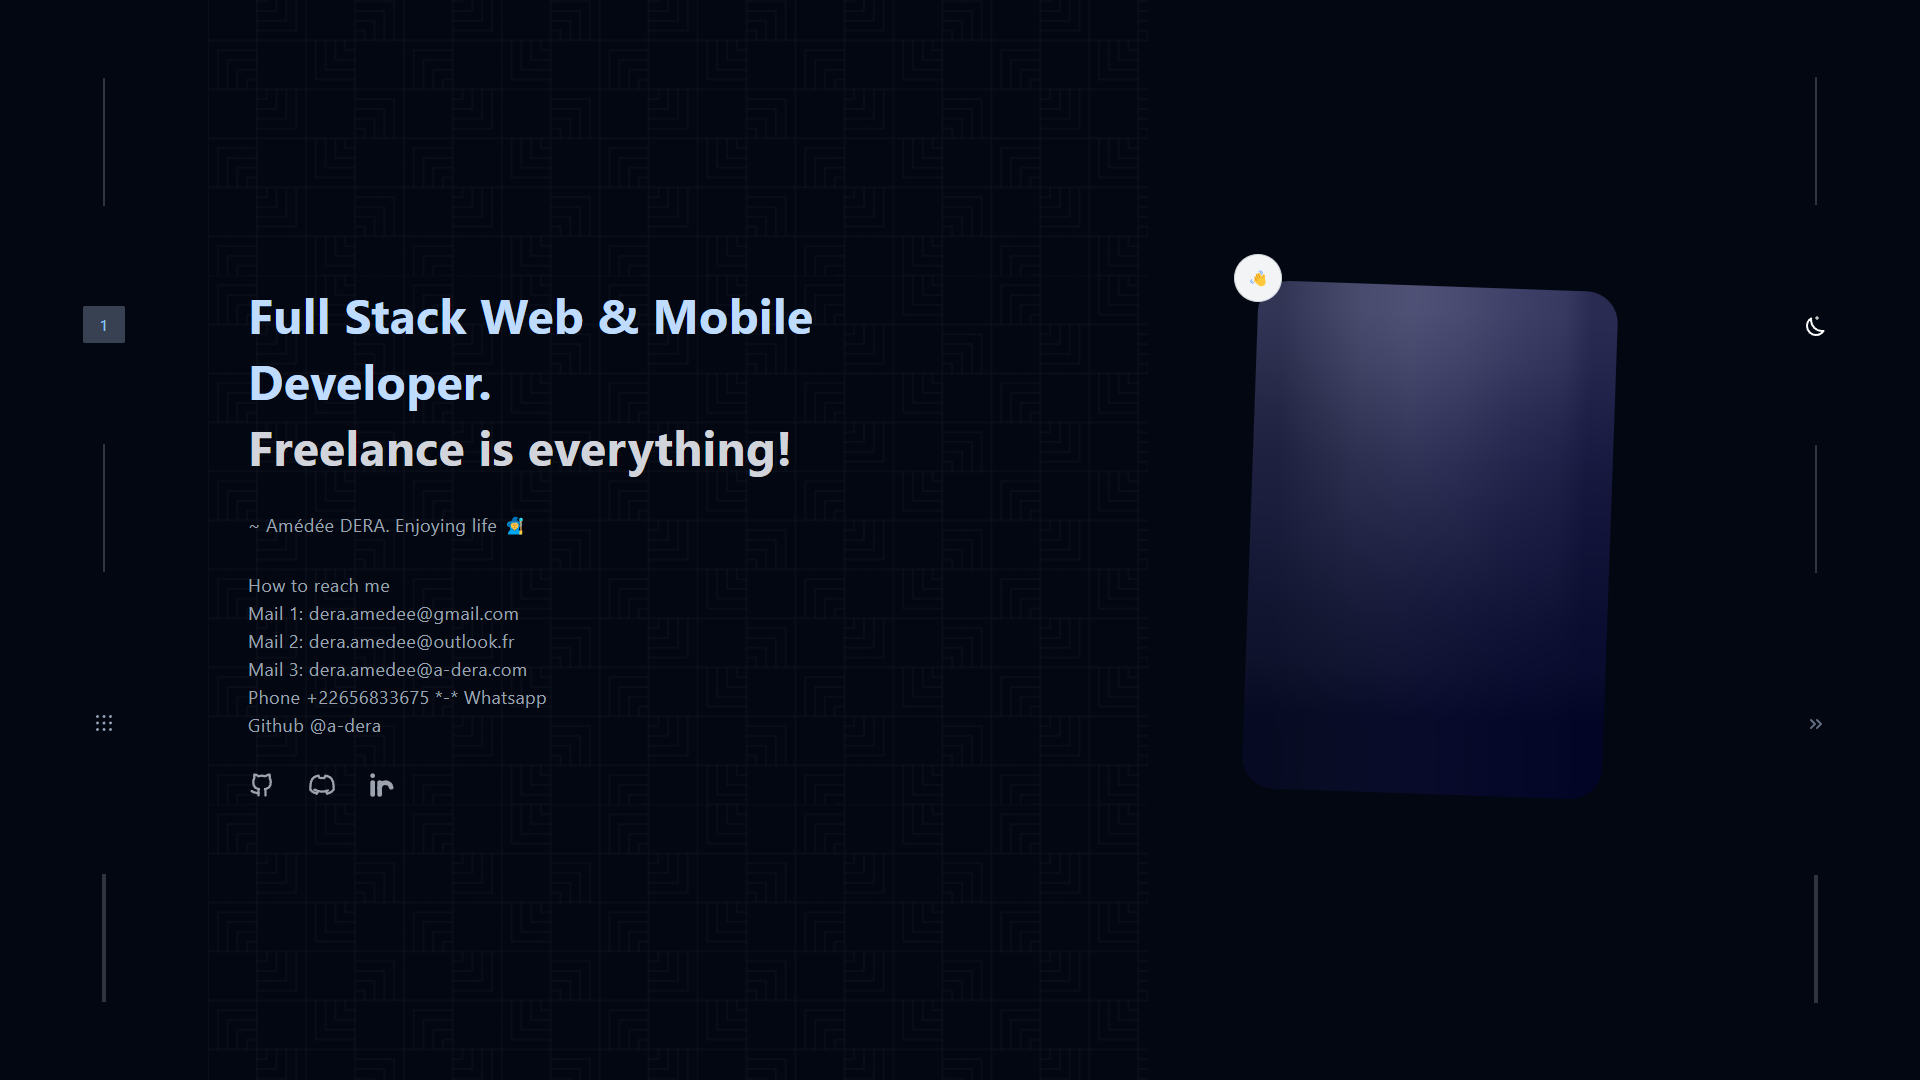 1
Full Stack Web & Mobile
Developer.
Freelance is everything!
~ Amédée DERA. Enjoying life
How to reach me
Mail 1: dera.amedee@gmail.com
Mail 2: dera.amedee@outlook.fr
Mail 3: dera.amedee@a-dera.com
Phone +22656833675 *-* Whatsapp
Github @a-dera